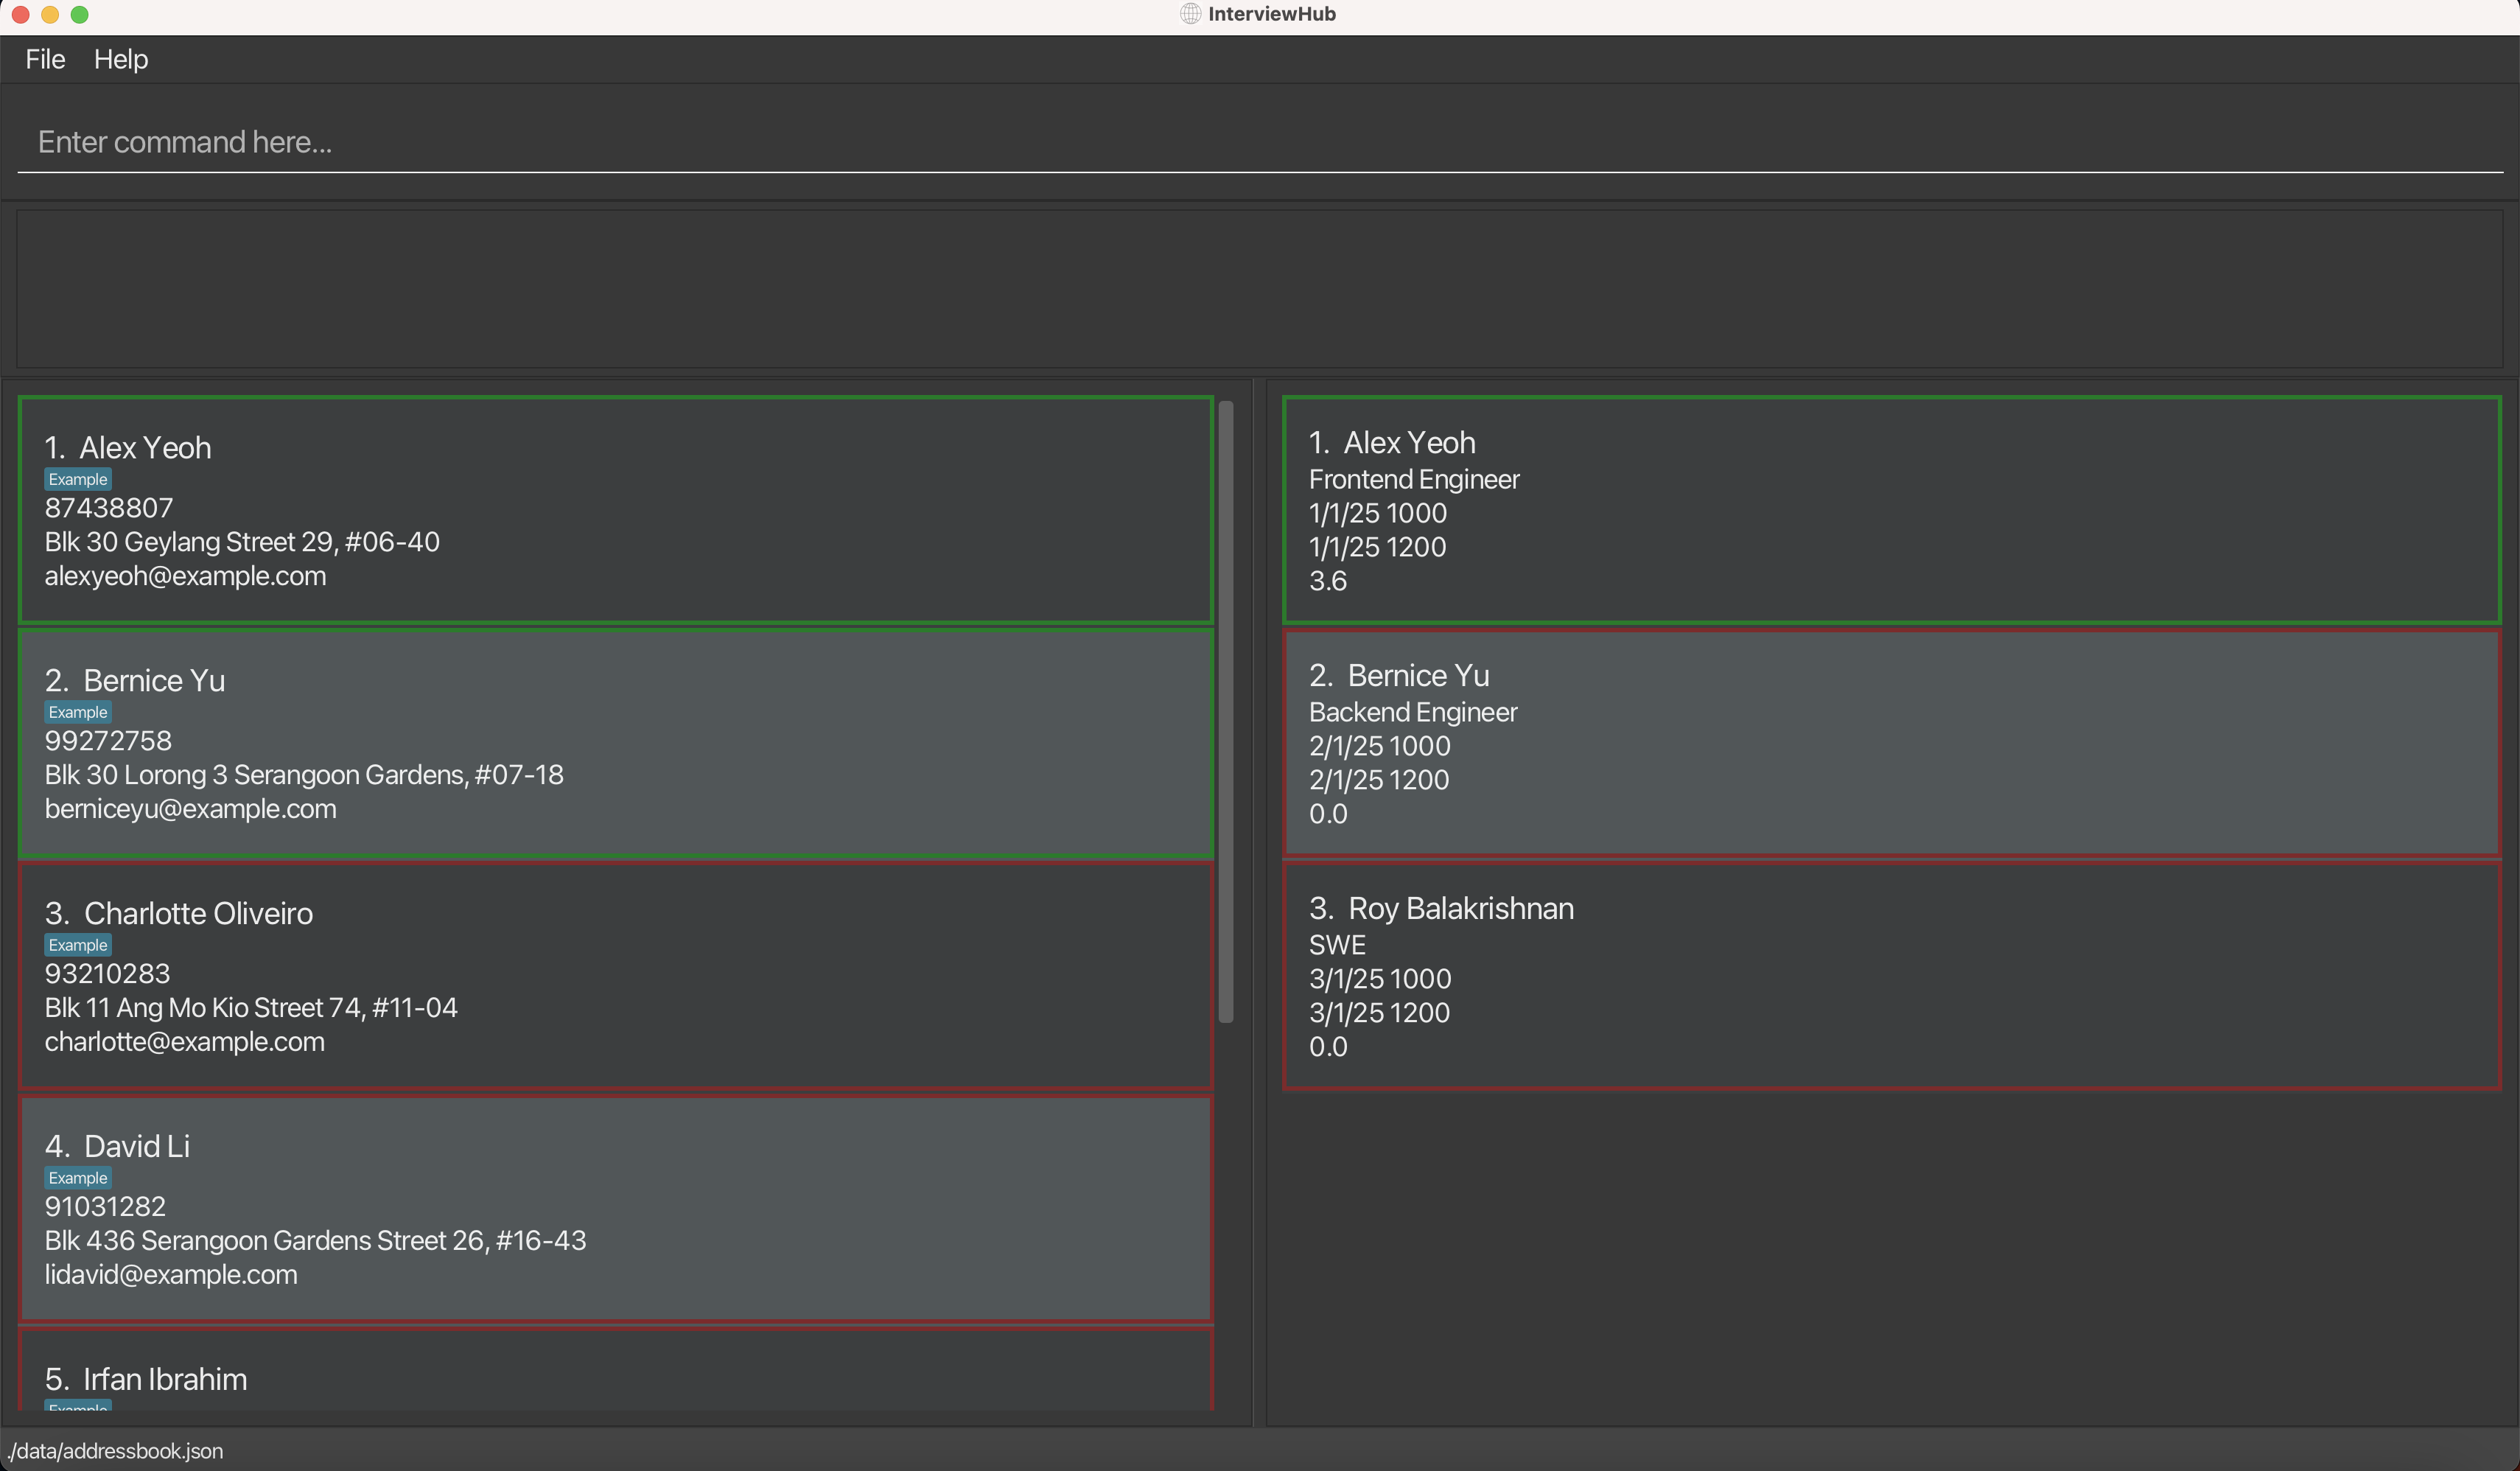 InterviewHub
File Help
Enter command here...
1. Alex Yeoh
Example
87438807
Blk 30 Geylang Street 29, #06-40
alexyeoh@example.com
2. Bernice Yu
Example
99272758
Blk 30 Lorong 3 Serangoon Gardens, #07-18
berniceyu@example.com
3. Charlotte Oliveiro
Example
93210283
Blk 11 Ang Mo Kio Street 74, #11-04
charlotte@example.com
4. David Li
Example
91031282
Blk 436 Serangoon Gardens Street 26, #16-43
lidavid@example.com
5. Irfan Ibrahim
Example
1. Alex Yeoh
Frontend Engineer
1/1/25 1000
1/1/25 1200
3.6
2. Bernice Yu
Backend Engineer
2/1/25 1000
2/1/25 1200
0.0
3. Roy Balakrishnan
SWE
3/1/25 1000
3/1/25 1200
0.0
./data/addressbook.json